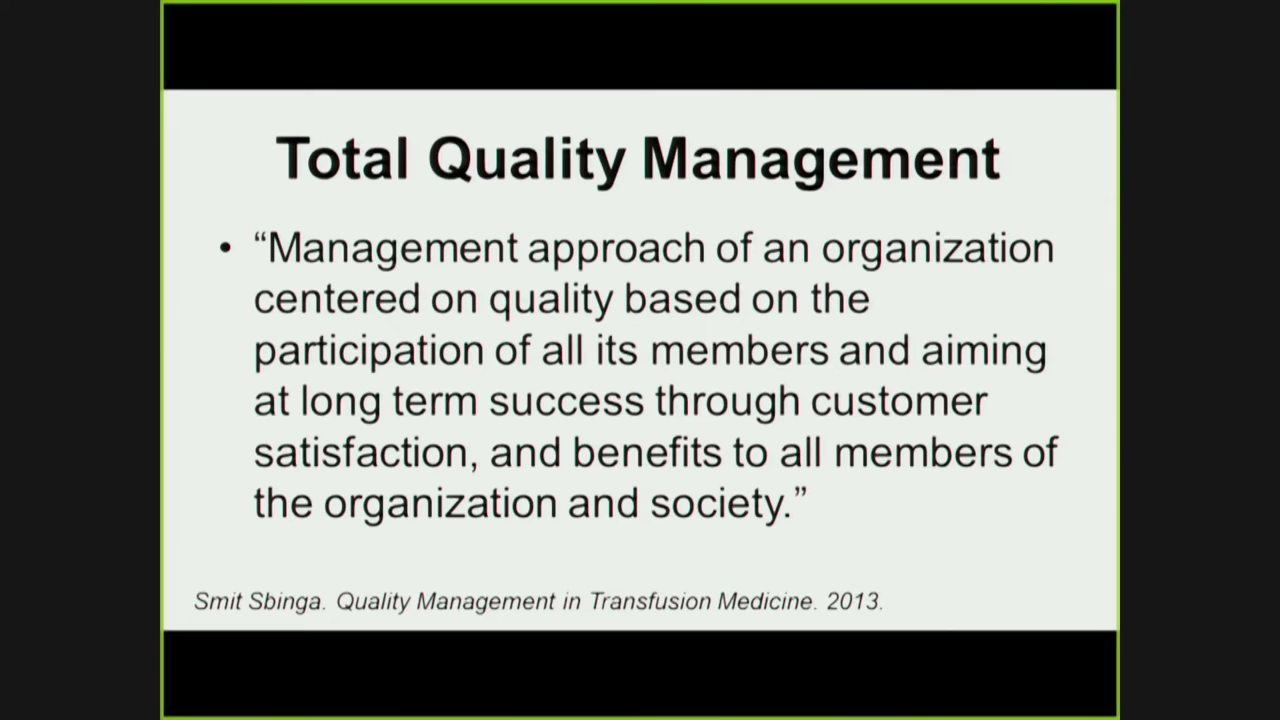 Total Quality Management
• “Management approach of an organization
centered on quality based on the
participation of all its members and aiming
at long term success through customer
satisfaction, and benefits to all members of
the organization and society.”
Smit Sbinga. Quality Management in Transfusion Medicine. 2013.